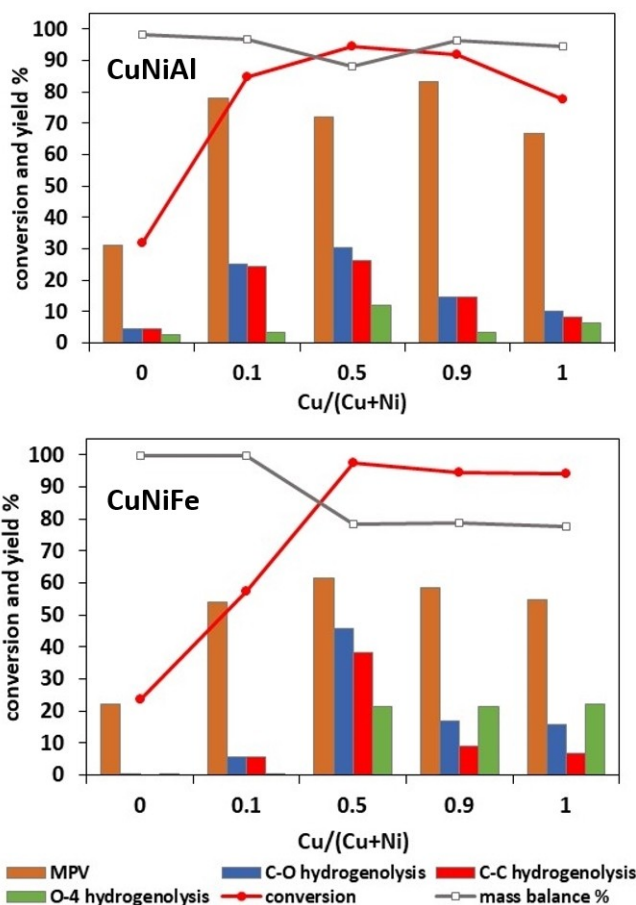 100
90
80
70
60
50
40
30
20
10
0
conversion and yield %
CuNiAl
0 0.1 0.5 0.9 1
Cu/(Cu+Ni)
100
90
80
70
60
50
40
30
20
10
0
conversion and yield %
CuNiFe
0 0.1 0.5 0.9 1
Cu/(Cu+Ni)
MPV C-O hydrogenolysis C-C hydrogenolysis
O-4 hydrogenolysis conversion mass balance %